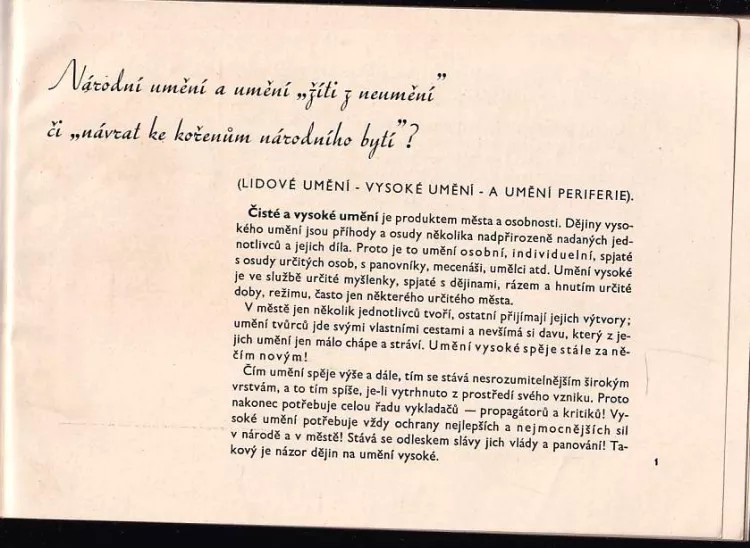 Národní umění a umění „žíti z neumění”
či „návrat ke kořenům národního bytí”?
(LIDOVÉ UMĚNÍ - VYSOKÉ UMĚNÍ - A UMĚNÍ PERIFERIE).
Čisté a vysoké umění je produktem města a osobnosti. Dějiny vyso-
kého umění jsou příhody a osudy několika nadpřirozeně nadaných jed-
notlivců a jejich díla. Proto je to umění osobní, individuelní, spjaté
s osudy určitých osob, s panovníky, mecenáši, umělci atd. Umění vysoké
je ve službě určité myšlenky, spjaté s dějinami, rázem a hnutím určité
doby, režimu, často jen některého určitého města.
V městě jen několik jednotlivců tvoří, ostatní přijímají jejich výtvory;
umění tvůrců jde svými vlastními cestami a nevšímá si davu, který z je-
jich umění jen málo chápe a stráví. Umění vysoké spěje stále za ně-
čím novým!
Čím umění spěje výše a dále, tím se stává nesrozumitelnějším širokým
vrstvám, a to tím spíše, je-li vytrhnuto z prostředí svého vzniku. Proto
nakonec potřebuje celou řadu vykladačů — propagátorů a kritiků! Vy-
soké umění potřebuje vždy ochrany nejlepších a nejmocnějších sil
v národě a v městě! Stává se odleskem slávy jich vlády a panování! Ta-
kový je názor dějin na umění vysoké.
1